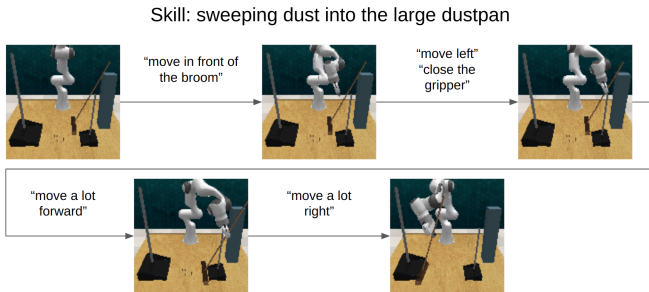 Skill: sweeping dust into the large dustpan
“move in front of
the broom”
“move left”
“close the
gripper”
“move a lot
forward”
“move a lot
right”